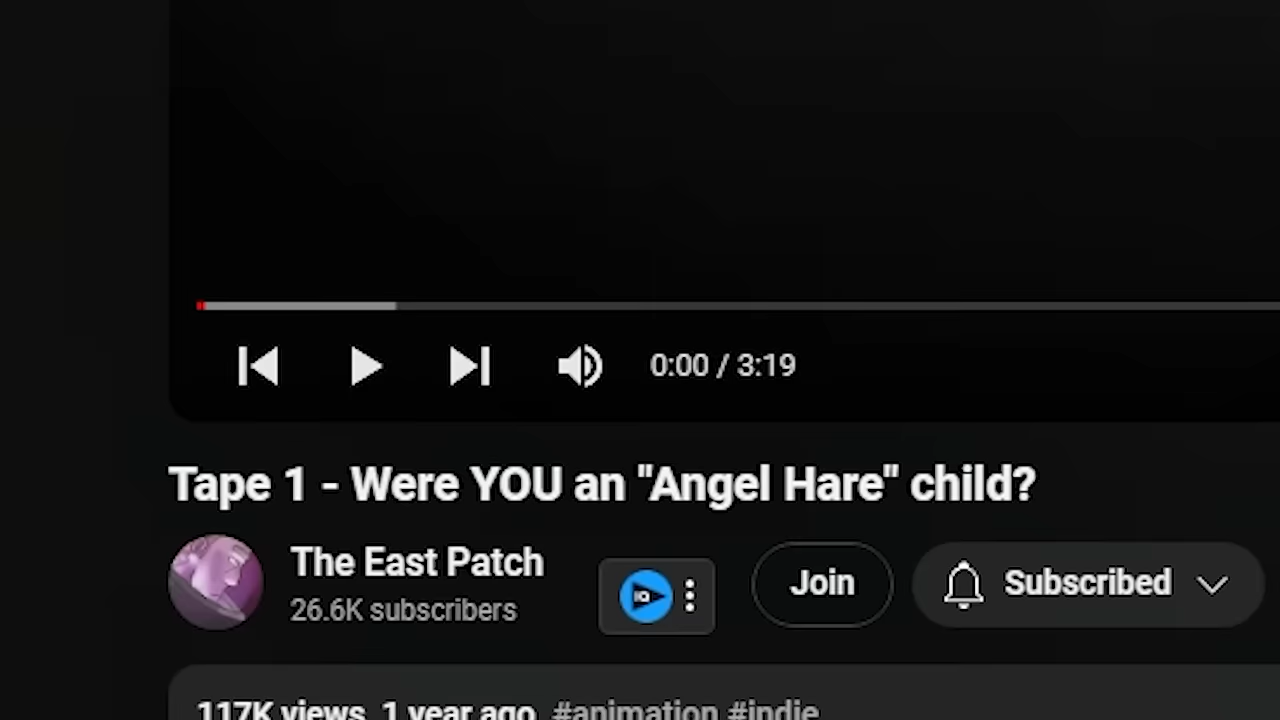 0:00 / 3:19
Tape 1 - Were YOU an "Angel Hare" child?
The East Patch
26.6K subscribers
IQ
Join
Subscribed
117K views 1 year ago #animation #indie